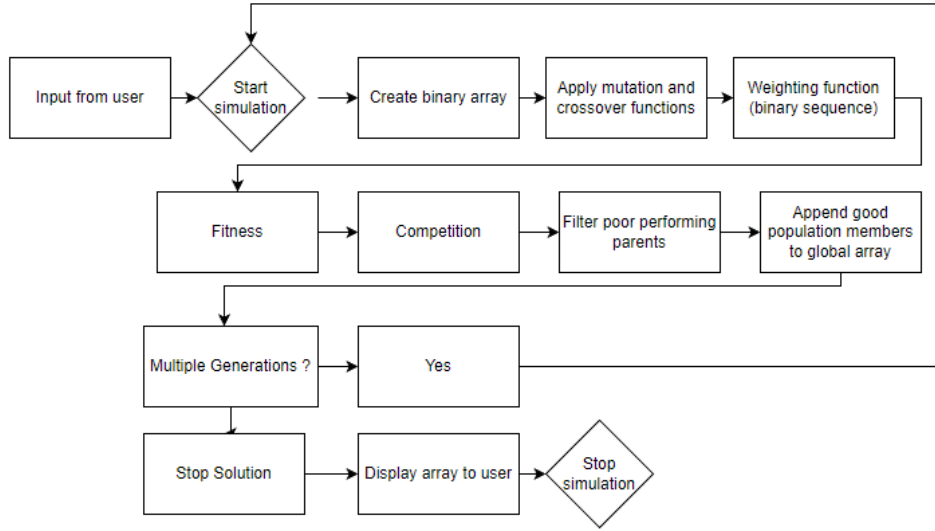 Input from user
Start
simulation
Create binary array
Apply mutation and
crossover functions
Weighting function
(binary sequence)
Fitness
Competition
Filter poor performing
parents
Append good
population members
to global array
Multiple Generations ?
Yes
Stop Solution
Display array to user
Stop
simulation